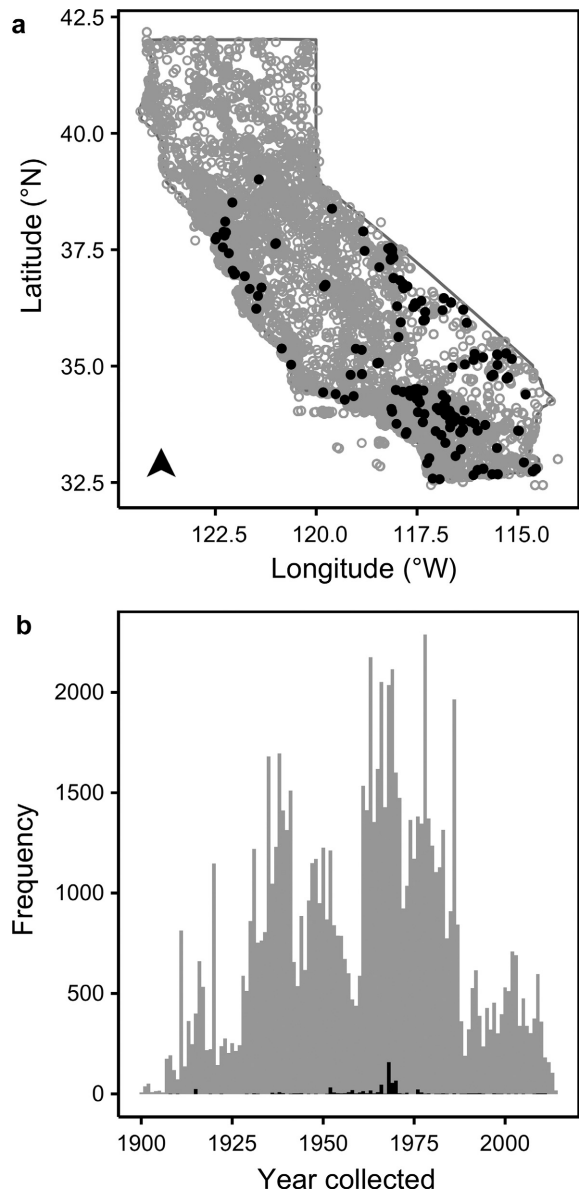 a
42.5
40.0
37.5
35.0
32.5
Latitude (°N)
122.5 120.0 117.5 115.0
Longitude (°W)
b
2000
1500
1000
500
0
Frequency
1900 1925 1950 1975 2000
Year collected